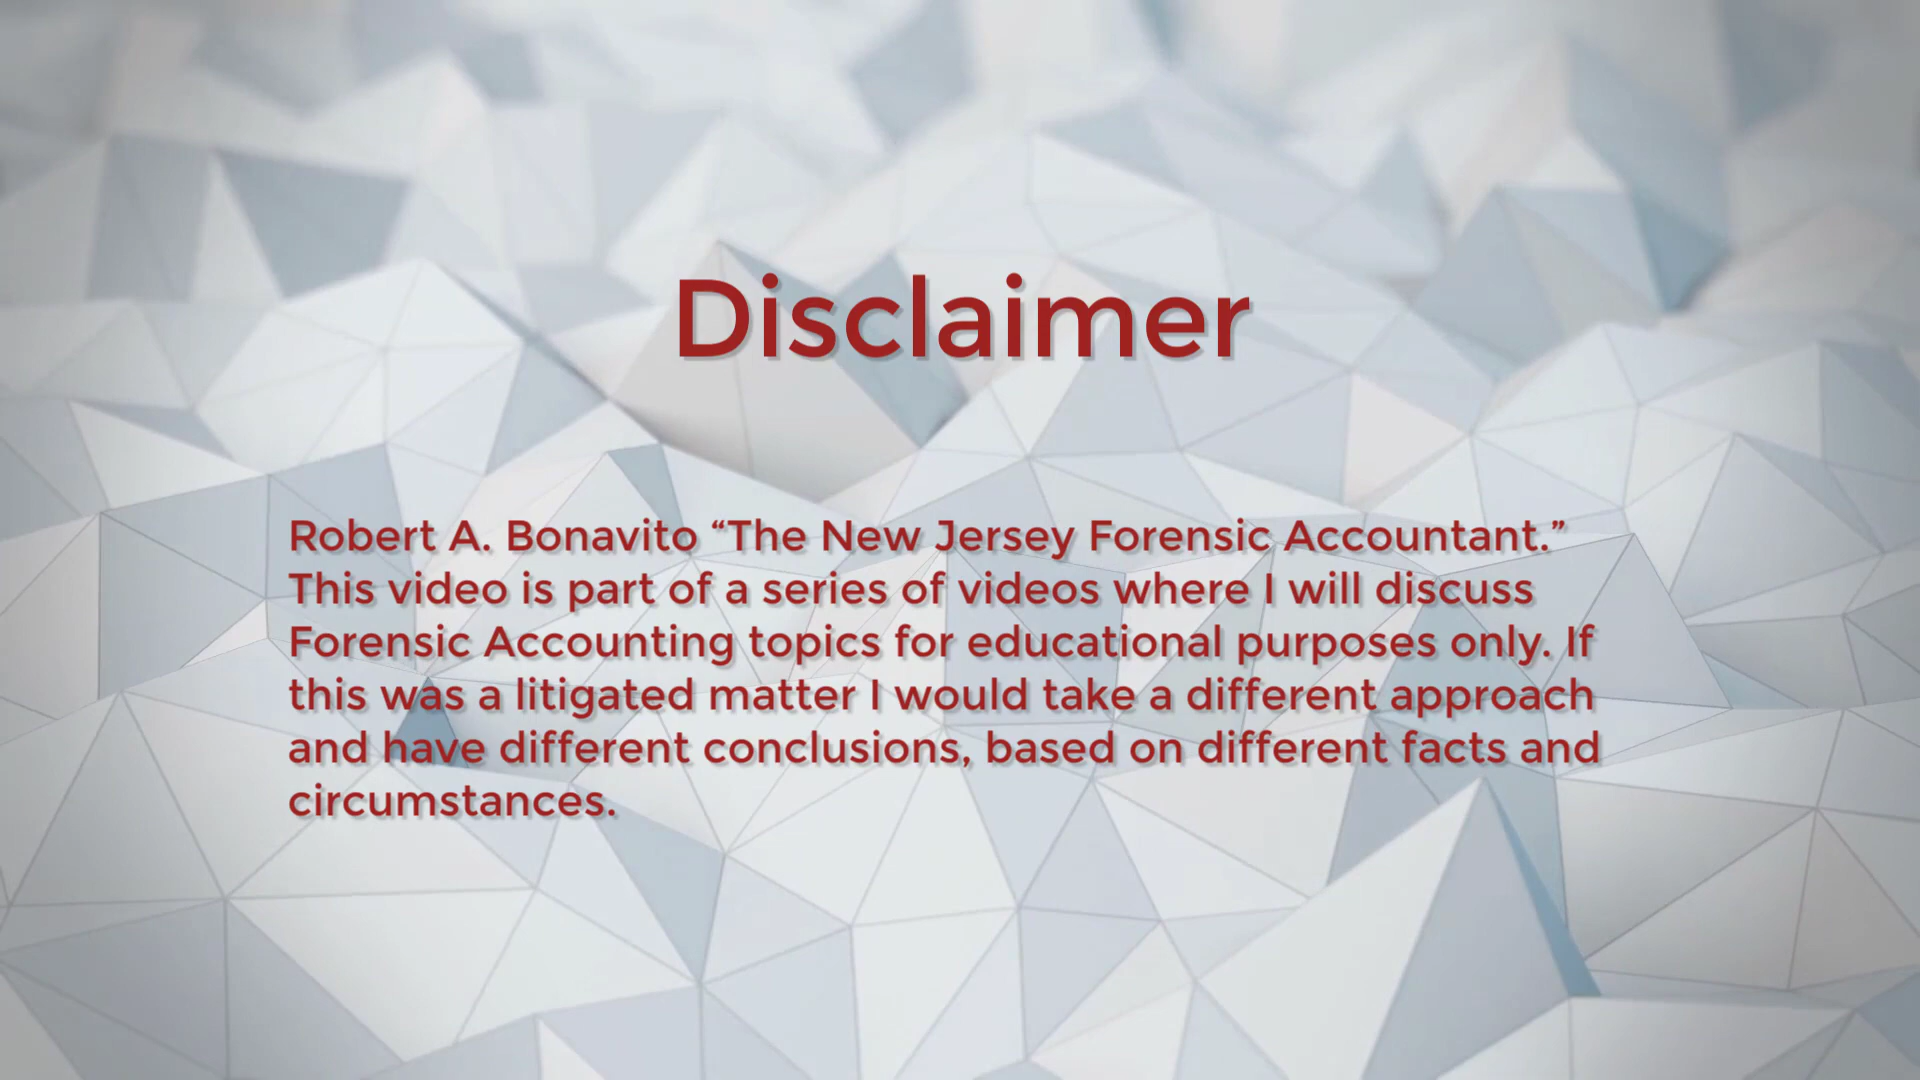 Disclaimer
Robert A. Bonavito “The New Jersey Forensic Accountant.”
This video is part of a series of videos where I will discuss
Forensic Accounting topics for educational purposes only. If
this was a litigated matter I would take a different approach
and have different conclusions, based on different facts and
circumstances.